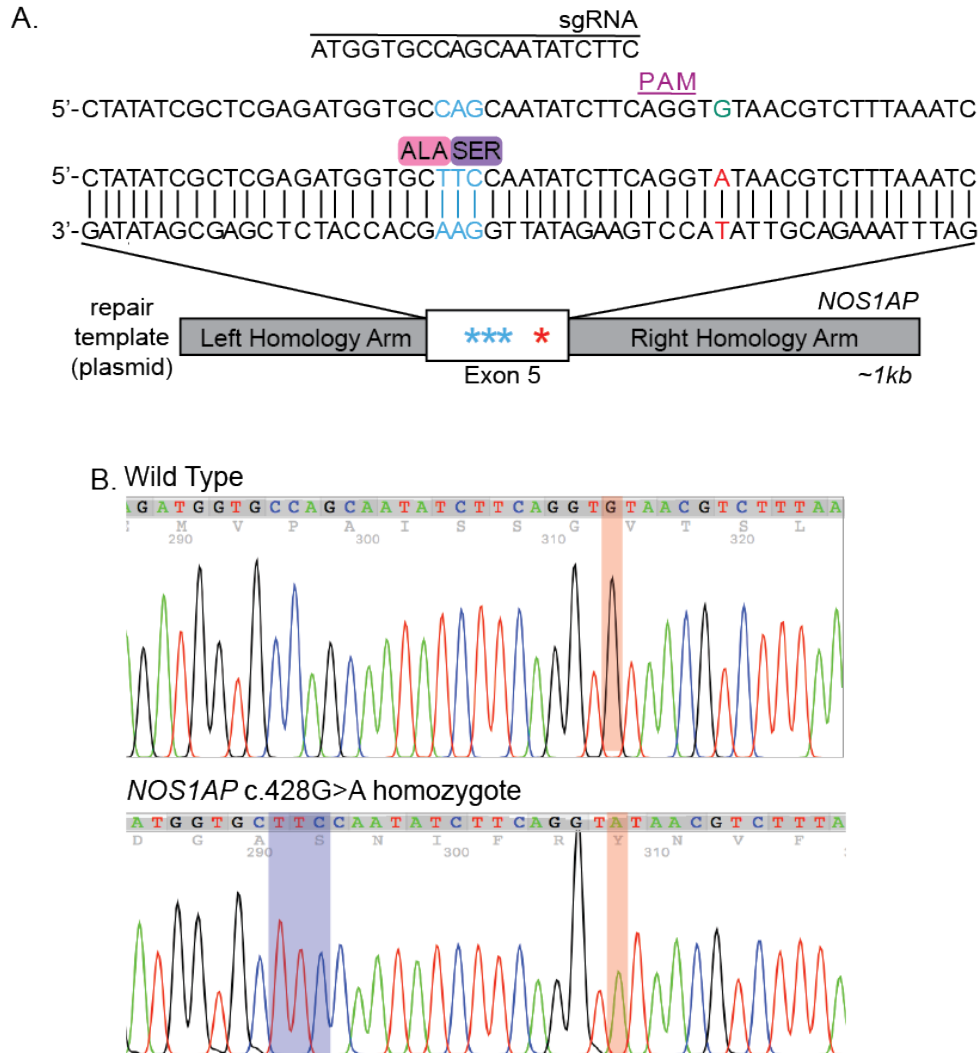 A.
sgRNA
ATGGTGCCAGCAATATCTTC
PAM
5'-CTATATCGCTCGAGATGGTGCCAGCAATATCTTCAGGTGTAACGTCTTTAAATC
ALA SER
5'-CTATATCGCTCGAGATGGTGCTTCCAATATCTTCAGGTATAACGTCTTTAAATC
3'-GATATAGCGAGCTCTACCACGAAGGTTATAGAAGTCCATATTGCAGAAATTTAG
repair template (plasmid)
NOS1AP
Left Homology Arm *** * Right Homology Arm
Exon 5
~1kb
B. Wild Type
AGATGGTGCCAGCAATATCTTCAGGTGTAACGTCTTTAA
M V P A I S S G V T S L
290 300 310 320
NOS1AP c.428G>A homozygote
ATGGTGCTTCCAATATCTTCAGGTATAACGTCTTTA
D G A S N I F R Y N V F
290 300 310